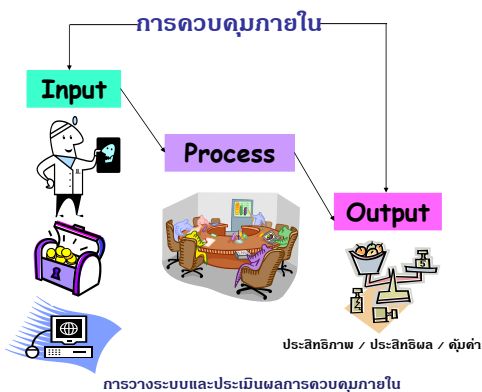 การควบคุมภายใน
Input
Process
Output
ประสิทธิภาพ / ประสิทธิผล / คุ้มค่า
การวางระบบและประเมินผลการควบคุมภายใน